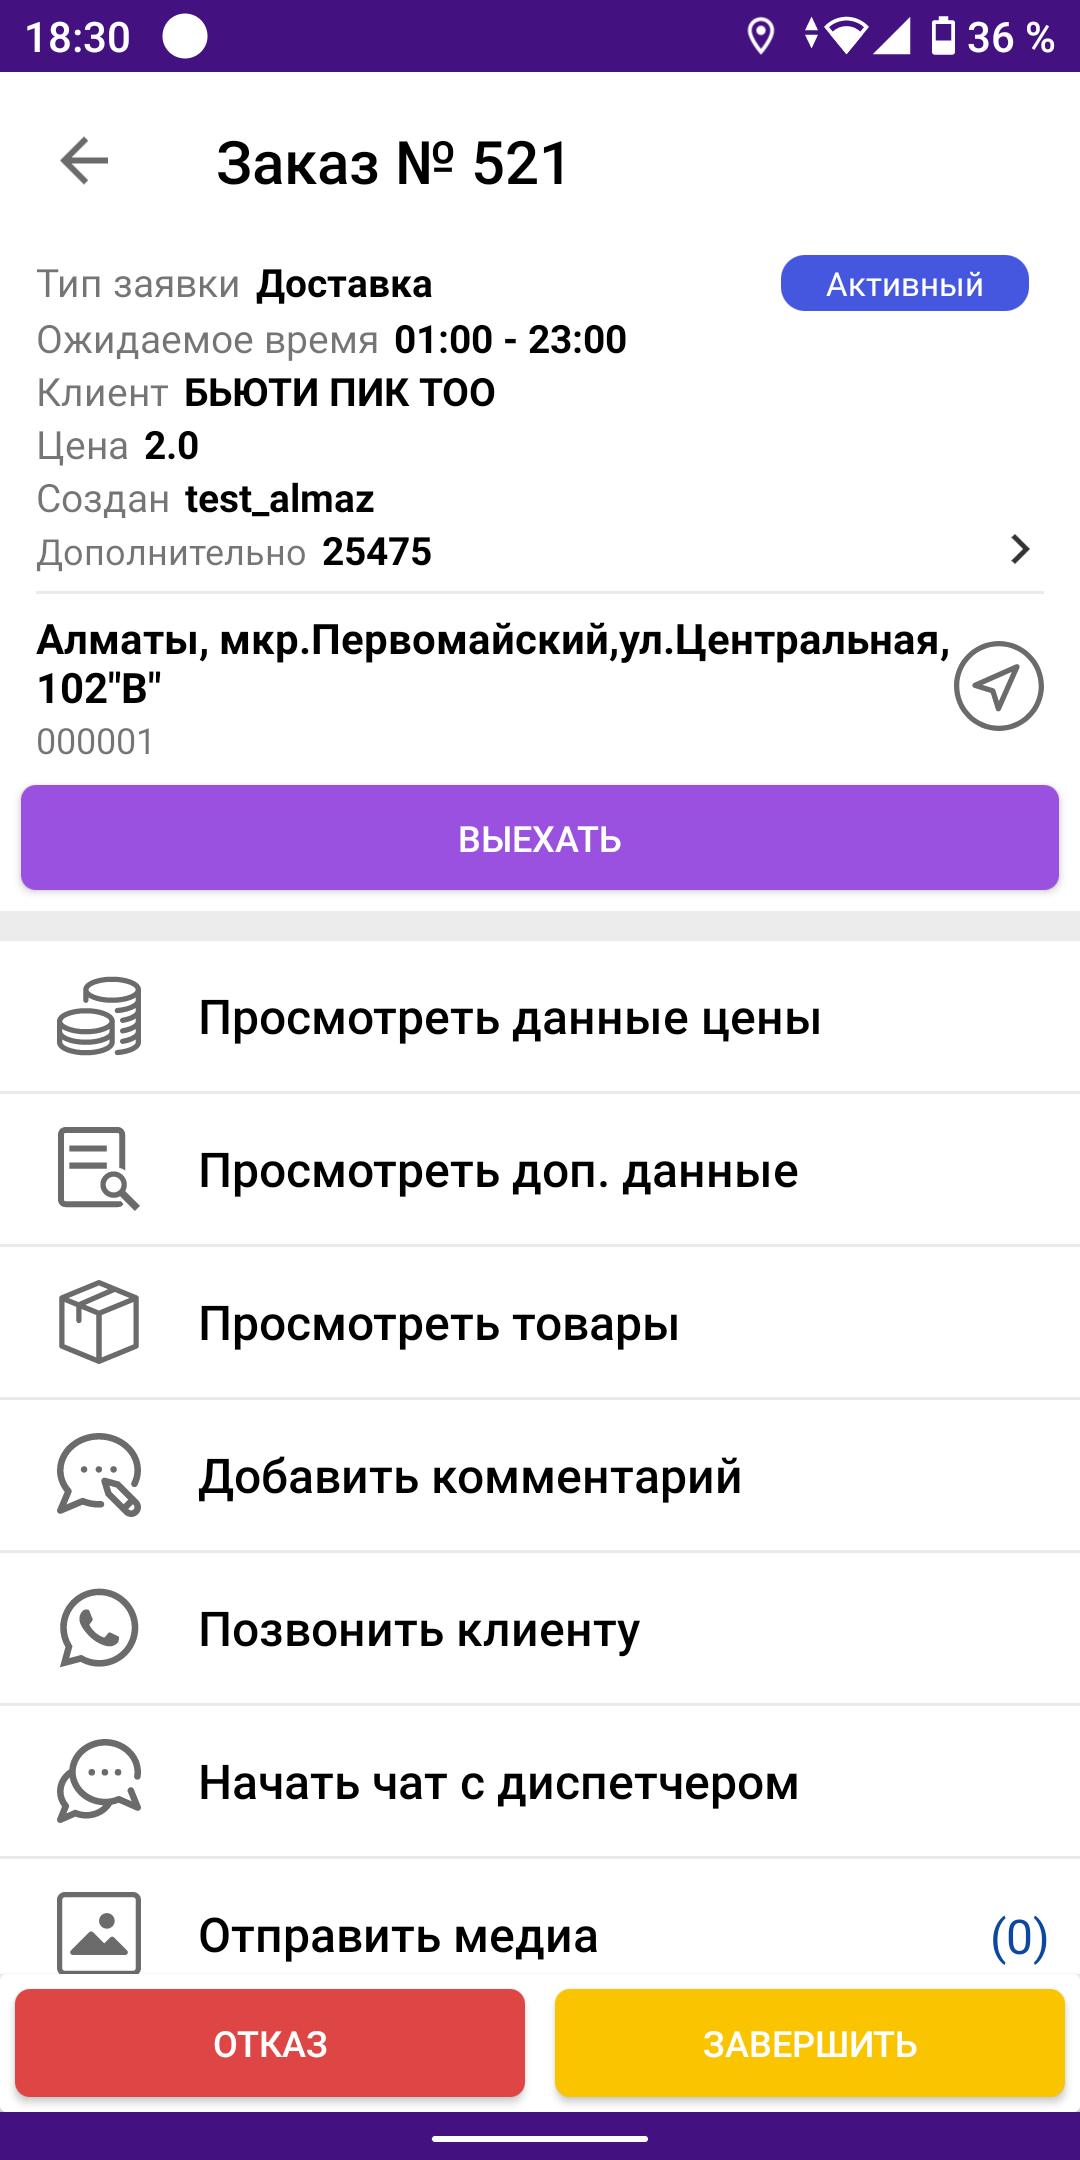 18:30
36 %
Заказ № 521
Тип заявки Доставка
Активный
Ожидаемое время 01:00 - 23:00
Клиент БЬЮТИ ПИК ТОО
Цена 2.0
Создан test_almaz
Дополнительно 25475
Алматы, мкр.Первомайский,ул.Центральная,
102"В"
000001
ВЫЕХАТЬ
Просмотреть данные цены
Просмотреть доп. данные
Просмотреть товары
Добавить комментарий
Позвонить клиенту
Начать чат с диспетчером
Отправить медиа (0)
ОТКАЗ
ЗАВЕРШИТЬ